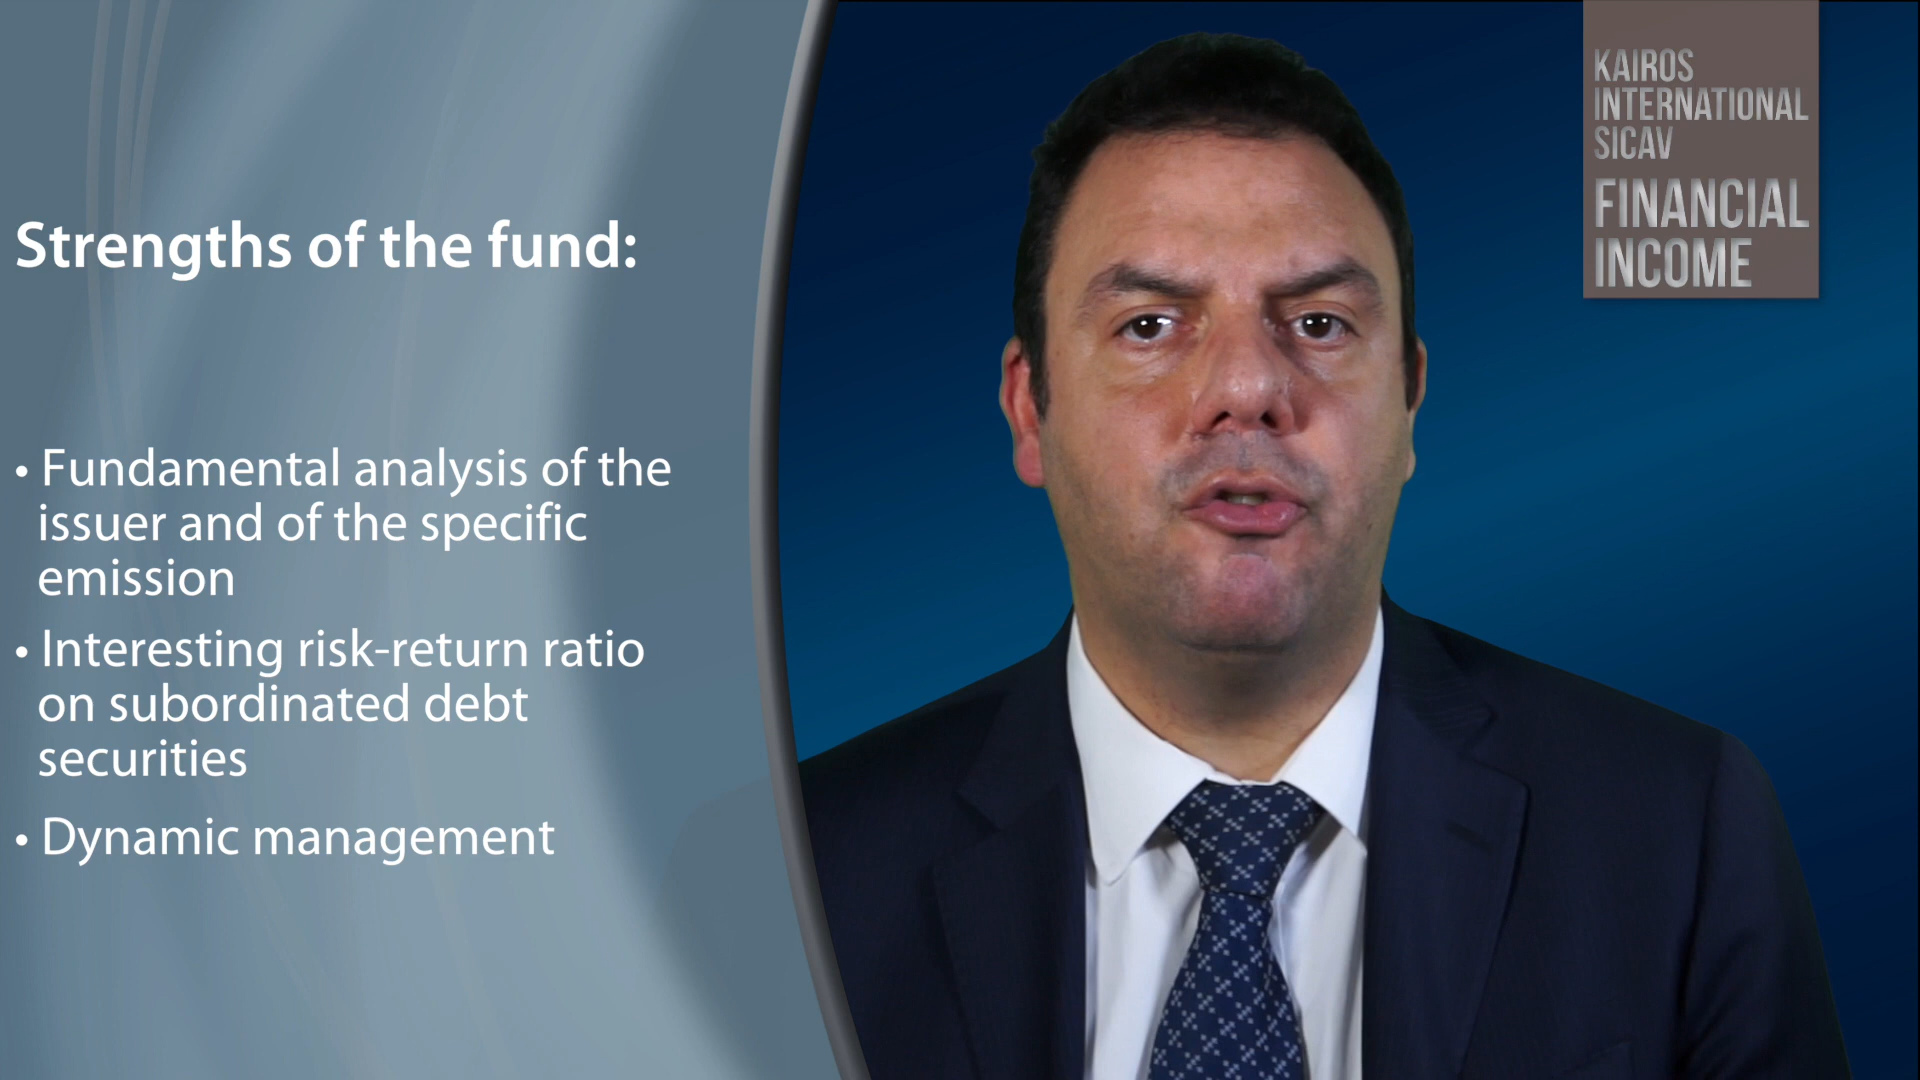 Strengths of the fund:
• Fundamental analysis of the
issuer and of the specific
emission
• Interesting risk-return ratio
on subordinated debt
securities
• Dynamic management
KAIROS
INTERNATIONAL
SICAV
FINANCIAL
INCOME